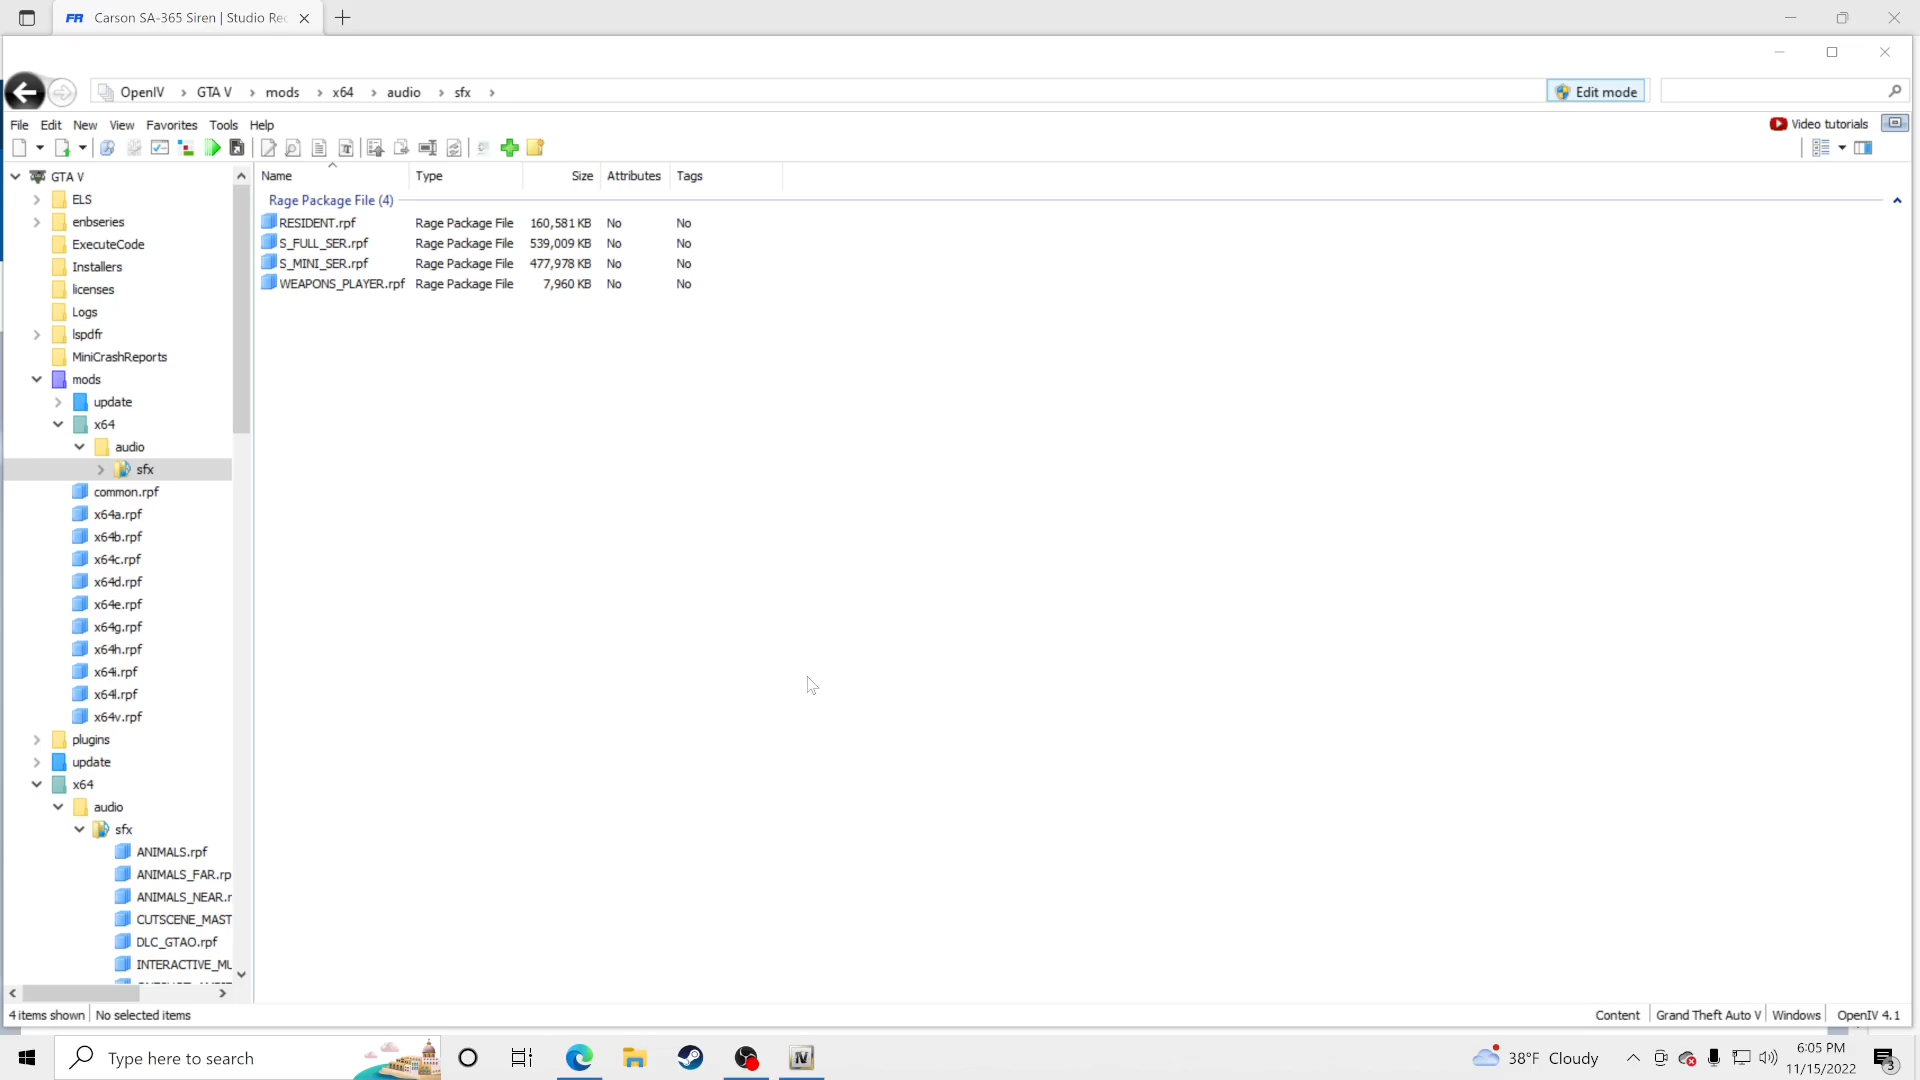 FR Carson SA-365 Siren | Studio Rec
OpenIV GTA V mods x64 audio sfx
Edit mode
File Edit New View Favorites Tools Help
Video tutorials
Name Type Size Attributes Tags
Rage Package File (4)
RESIDENT.rpf Rage Package File 160,581 KB No No
S_FULL_SER.rpf Rage Package File 539,009 KB No No
S_MINI_SER.rpf Rage Package File 477,978 KB No No
WEAPONS_PLAYER.rpf Rage Package File 7,960 KB No No
GTA V
ELS
enbseries
ExecuteCode
Installers
licenses
Logs
lspdfr
MiniCrashReports
mods
update
x64
audio
sfx
common.rpf
x64a.rpf
x64b.rpf
x64c.rpf
x64d.rpf
x64e.rpf
x64g.rpf
x64h.rpf
x64i.rpf
x64l.rpf
x64v.rpf
plugins
update
x64
audio
sfx
ANIMALS.rpf
ANIMALS_FAR.rp
ANIMALS_NEAR.r
CUTSCENE_MAST
DLC_GTAO.rpf
INTERACTIVE_MU
4 items shown No selected items
Content Grand Theft Auto V Windows OpenIV 4.1
Type here to search
IV
38°F Cloudy
6:05 PM
11/15/2022
3